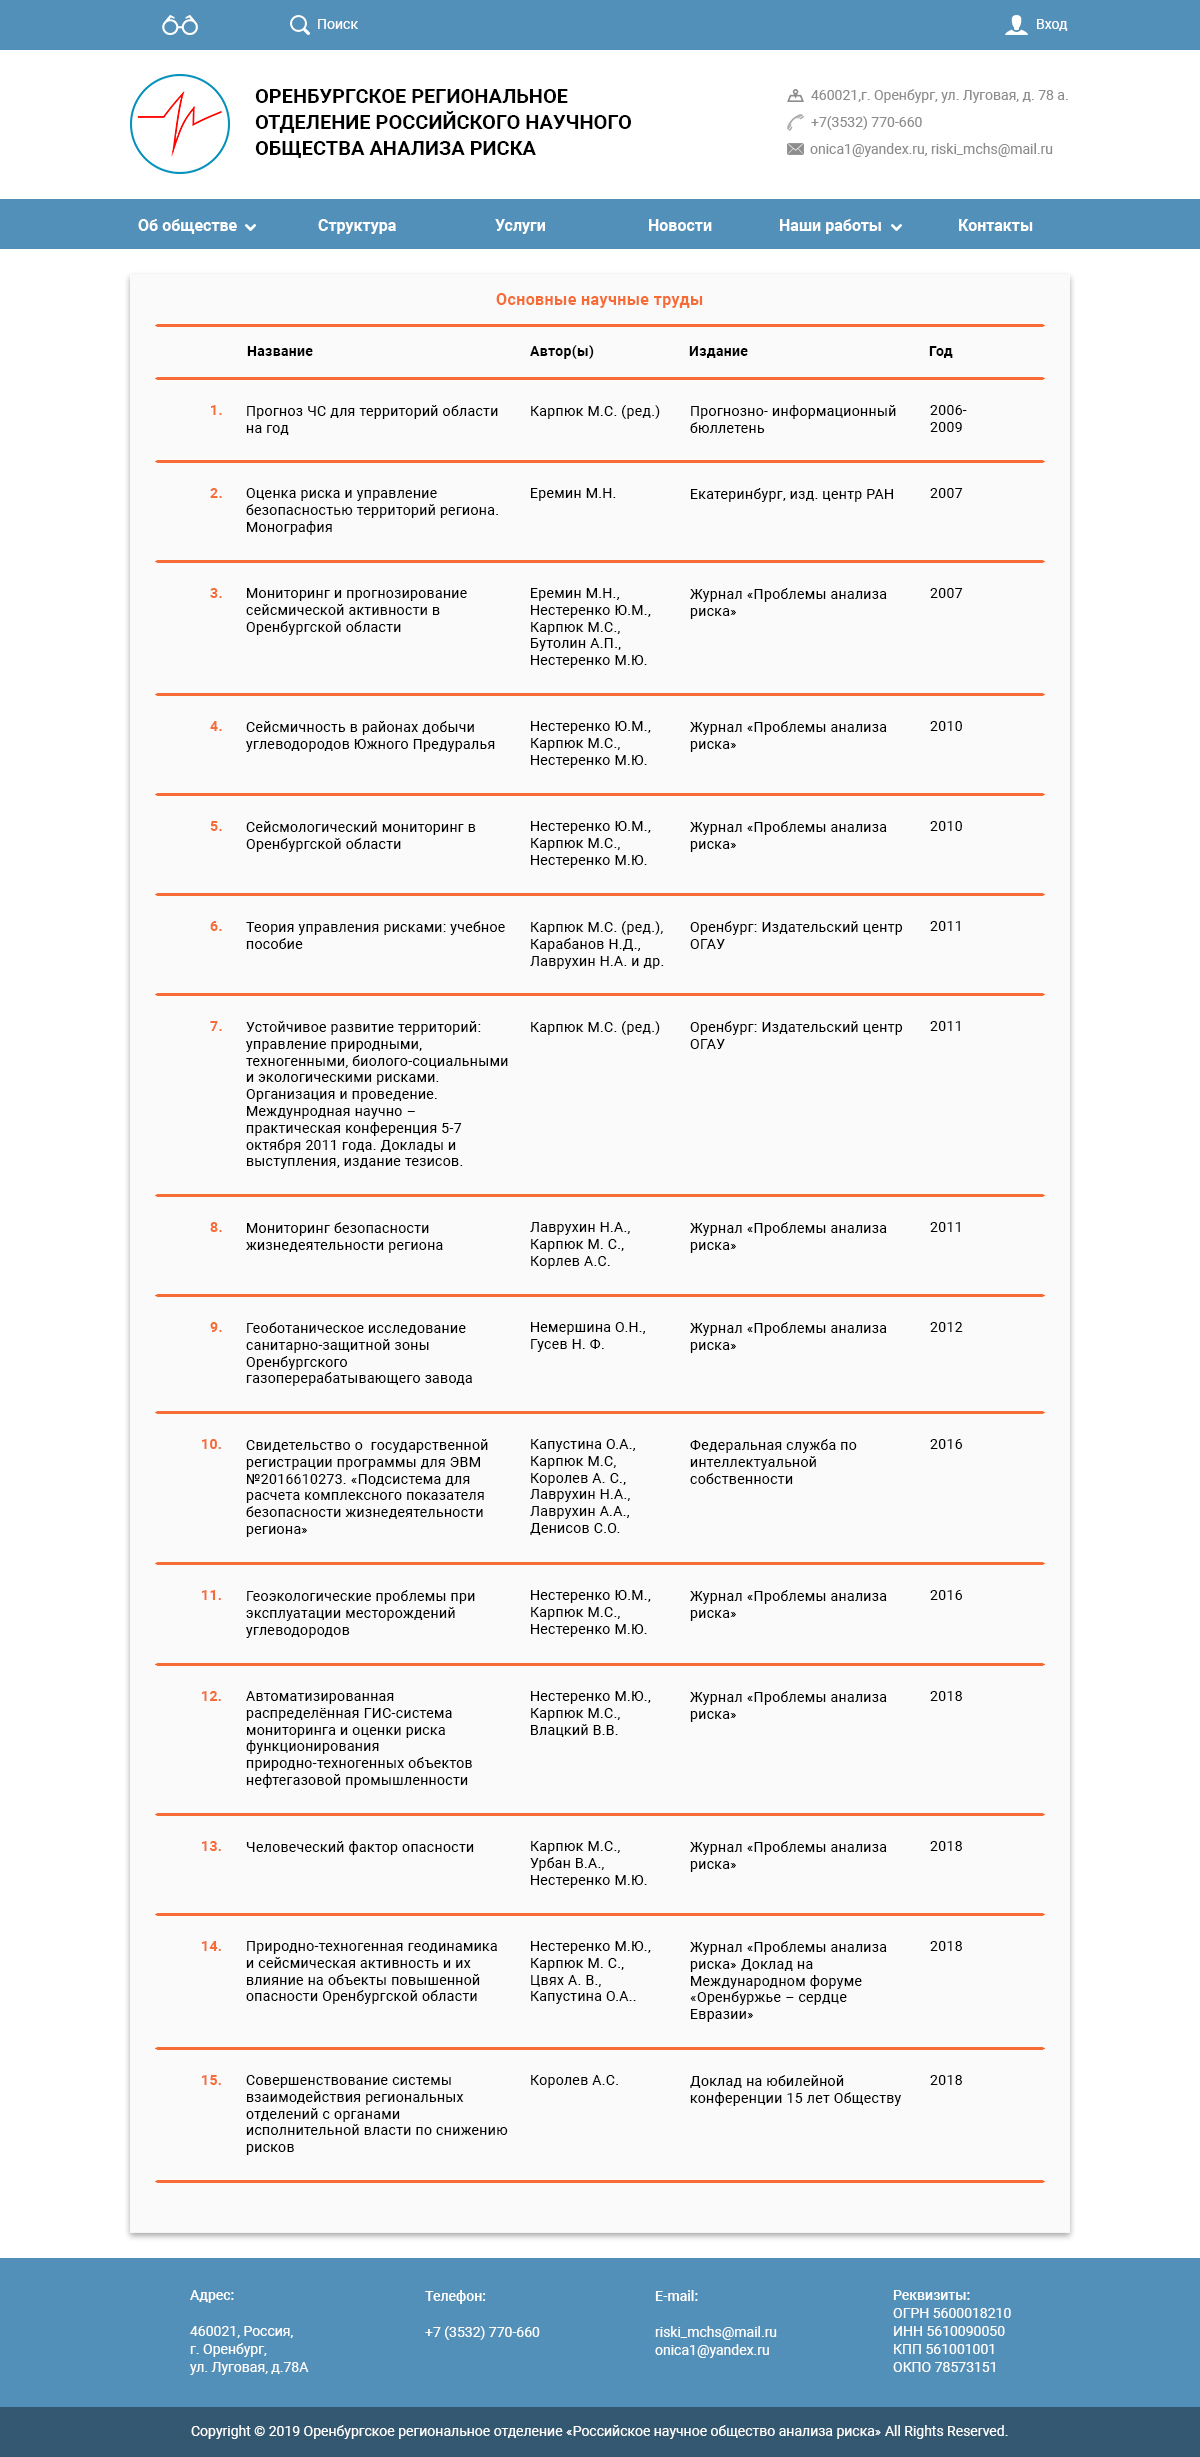 Поиск
Вход
ОРЕНБУРГСКОЕ РЕГИОНАЛЬНОЕ
ОТДЕЛЕНИЕ РОССИЙСКОГО НАУЧНОГО
ОБЩЕСТВА АНАЛИЗА РИСКА
460021,г. Оренбург, ул. Луговая, д. 78 а.
+7(3532) 770-660
onica1@yandex.ru, riski_mchs@mail.ru
Об обществе
Структура
Услуги
Новости
Наши работы
Контакты
Основные научные труды
Название
Автор(ы)
Издание
Год
1.
Прогноз ЧС для территорий области
на год
Карпюк М.С. (ред.)
Прогнозно- информационный
бюллетень
2006-
2009
2.
Оценка риска и управление
безопасностью территорий региона.
Монография
Еремин М.Н.
Екатеринбург, изд. центр РАН
2007
3.
Мониторинг и прогнозирование
сейсмической активности в
Оренбургской области
Еремин М.Н.,
Нестеренко Ю.М.,
Карпюк М.С.,
Бутолин А.П.,
Нестеренко М.Ю.
Журнал «Проблемы анализа
риска»
2007
4.
Сейсмичность в районах добычи
углеводородов Южного Предуралья
Нестеренко Ю.М.,
Карпюк М.С.,
Нестеренко М.Ю.
Журнал «Проблемы анализа
риска»
2010
5.
Сейсмологический мониторинг в
Оренбургской области
Нестеренко Ю.М.,
Карпюк М.С.,
Нестеренко М.Ю.
Журнал «Проблемы анализа
риска»
2010
6.
Теория управления рисками: учебное
пособие
Карпюк М.С. (ред.),
Карабанов Н.Д.,
Лаврухин Н.А. и др.
Оренбург: Издательский центр
ОГАУ
2011
7.
Устойчивое развитие территорий:
управление природными,
техногенными, биолого-социальными
и экологическими рисками.
Организация и проведение.
Междунродная научно –
практическая конференция 5-7
октября 2011 года. Доклады и
выступления, издание тезисов.
Карпюк М.С. (ред.)
Оренбург: Издательский центр
ОГАУ
2011
8.
Мониторинг безопасности
жизнедеятельности региона
Лаврухин Н.А.,
Карпюк М. С.,
Корлев А.С.
Журнал «Проблемы анализа
риска»
2011
9.
Геоботаническое исследование
санитарно-защитной зоны
Оренбургского
газоперерабатывающего завода
Немершина О.Н.,
Гусев Н. Ф.
Журнал «Проблемы анализа
риска»
2012
10.
Свидетельство о  государственной
регистрации программы для ЭВМ
№2016610273. «Подсистема для
расчета комплексного показателя
безопасности жизнедеятельности
региона»
Капустина О.А.,
Карпюк М.С,
Королев А. С.,
Лаврухин Н.А.,
Лаврухин А.А.,
Денисов С.О.
Федеральная служба по
интеллектуальной
собственности
2016
11.
Геоэкологические проблемы при
эксплуатации месторождений
углеводородов
Нестеренко Ю.М.,
Карпюк М.С.,
Нестеренко М.Ю.
Журнал «Проблемы анализа
риска»
2016
12.
Автоматизированная
распределённая ГИС-система
мониторинга и оценки риска
функционирования
природно-техногенных объектов
нефтегазовой промышленности
Нестеренко М.Ю.,
Карпюк М.С.,
Влацкий В.В.
Журнал «Проблемы анализа
риска»
2018
13.
Человеческий фактор опасности
Карпюк М.С.,
Урбан В.А.,
Нестеренко М.Ю.
Журнал «Проблемы анализа
риска»
2018
14.
Природно-техногенная геодинамика
и сейсмическая активность и их
влияние на объекты повышенной
опасности Оренбургской области
Нестеренко М.Ю.,
Карпюк М. С.,
Цвях А. В.,
Капустина О.А..
Журнал «Проблемы анализа
риска» Доклад на
Международном форуме
«Оренбуржье – сердце
Евразии»
2018
15.
Совершенствование системы
взаимодействия региональных
отделений с органами
исполнительной власти по снижению
рисков
Королев А.С.
Доклад на юбилейной
конференции 15 лет Обществу
2018
Адрес:
460021, Россия,
г. Оренбург,
ул. Луговая, д.78А
Телефон:
+7 (3532) 770-660
E-mail:
riski_mchs@mail.ru
onica1@yandex.ru
Реквизиты:
ОГРН 5600018210
ИНН 5610090050
КПП 561001001
ОКПО 78573151
Copyright © 2019 Оренбургское региональное отделение «Российское научное общество анализа риска» All Rights Reserved.